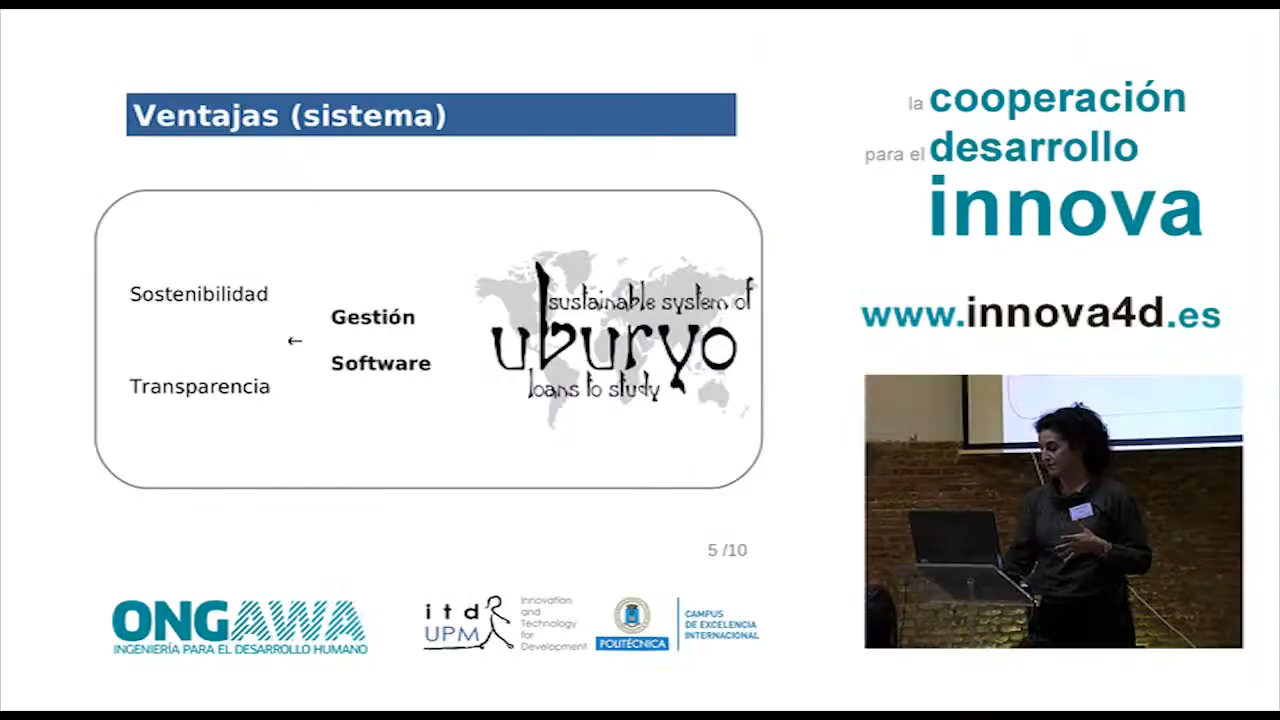 Ventajas (sistema)
Sostenibilidad
←
Transparencia
Gestión
Software
sustainable system of
uburyo
loans to study
5 /10
ONGAWA
INGENIERÍA PARA EL DESARROLLO HUMANO
itd
UPM
Innovation
and
Technology
for
Development
POLITÉCNICA
CAMPUS
DE EXCELENCIA
INTERNACIONAL
la cooperación
para el desarrollo
innova
www.innova4d.es